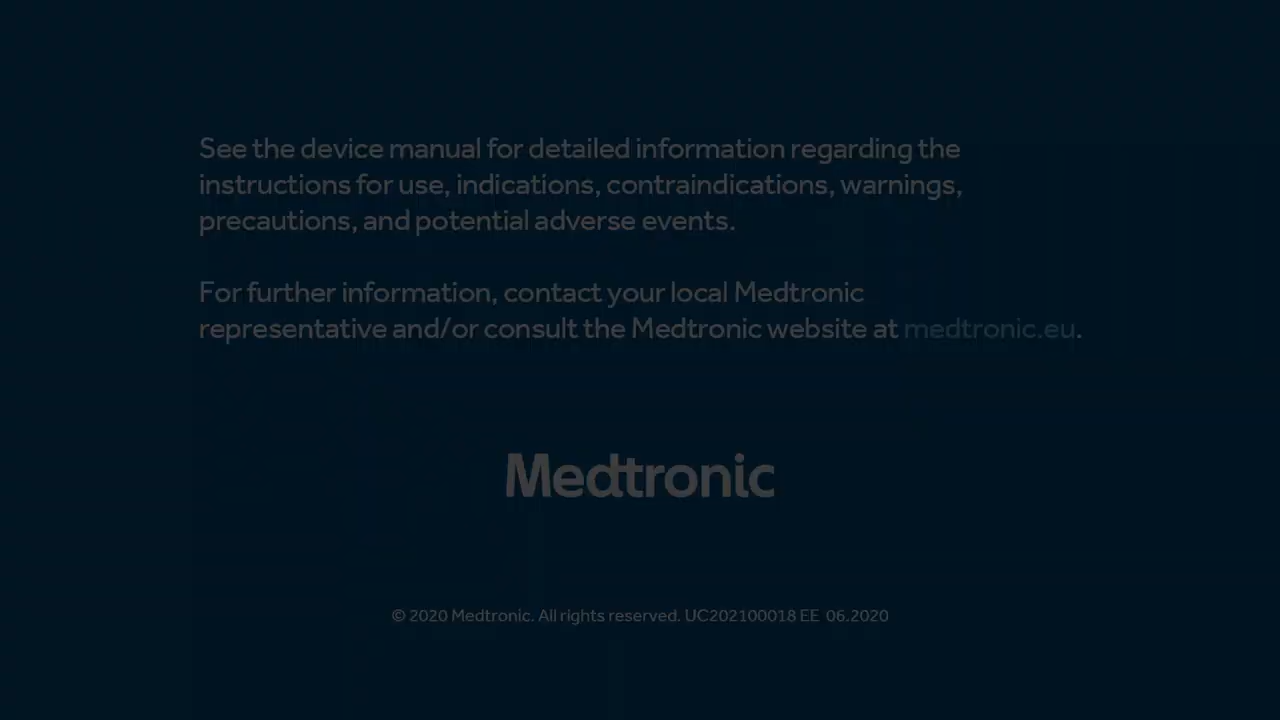 See the device manual for detailed information regarding the
instructions for use, indications, contraindications, warnings,
precautions, and potential adverse events.
For further information, contact your local Medtronic
representative and/or consult the Medtronic website at medtronic.eu.
Medtronic
© 2020 Medtronic. All rights reserved. UC202100018 EE 06.2020